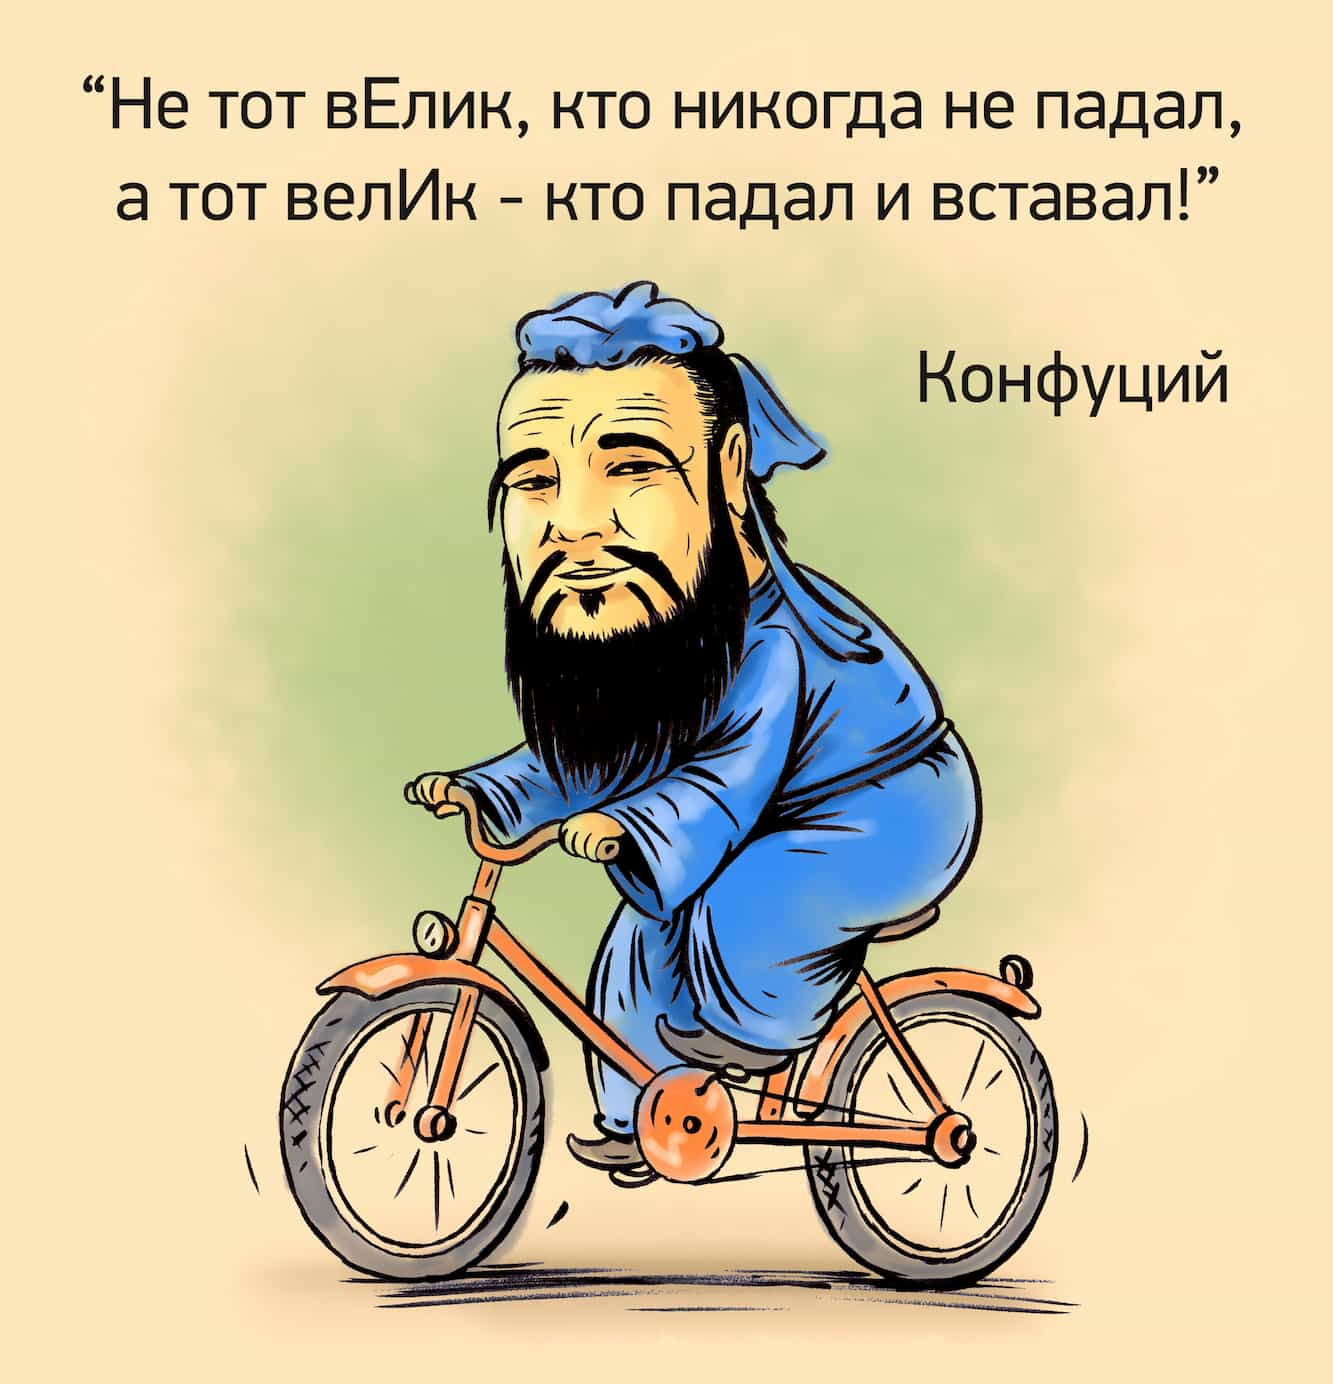 “Не тот вЕлик, кто никогда не падал,
а тот велИк - кто падал и вставал!”
Конфуций